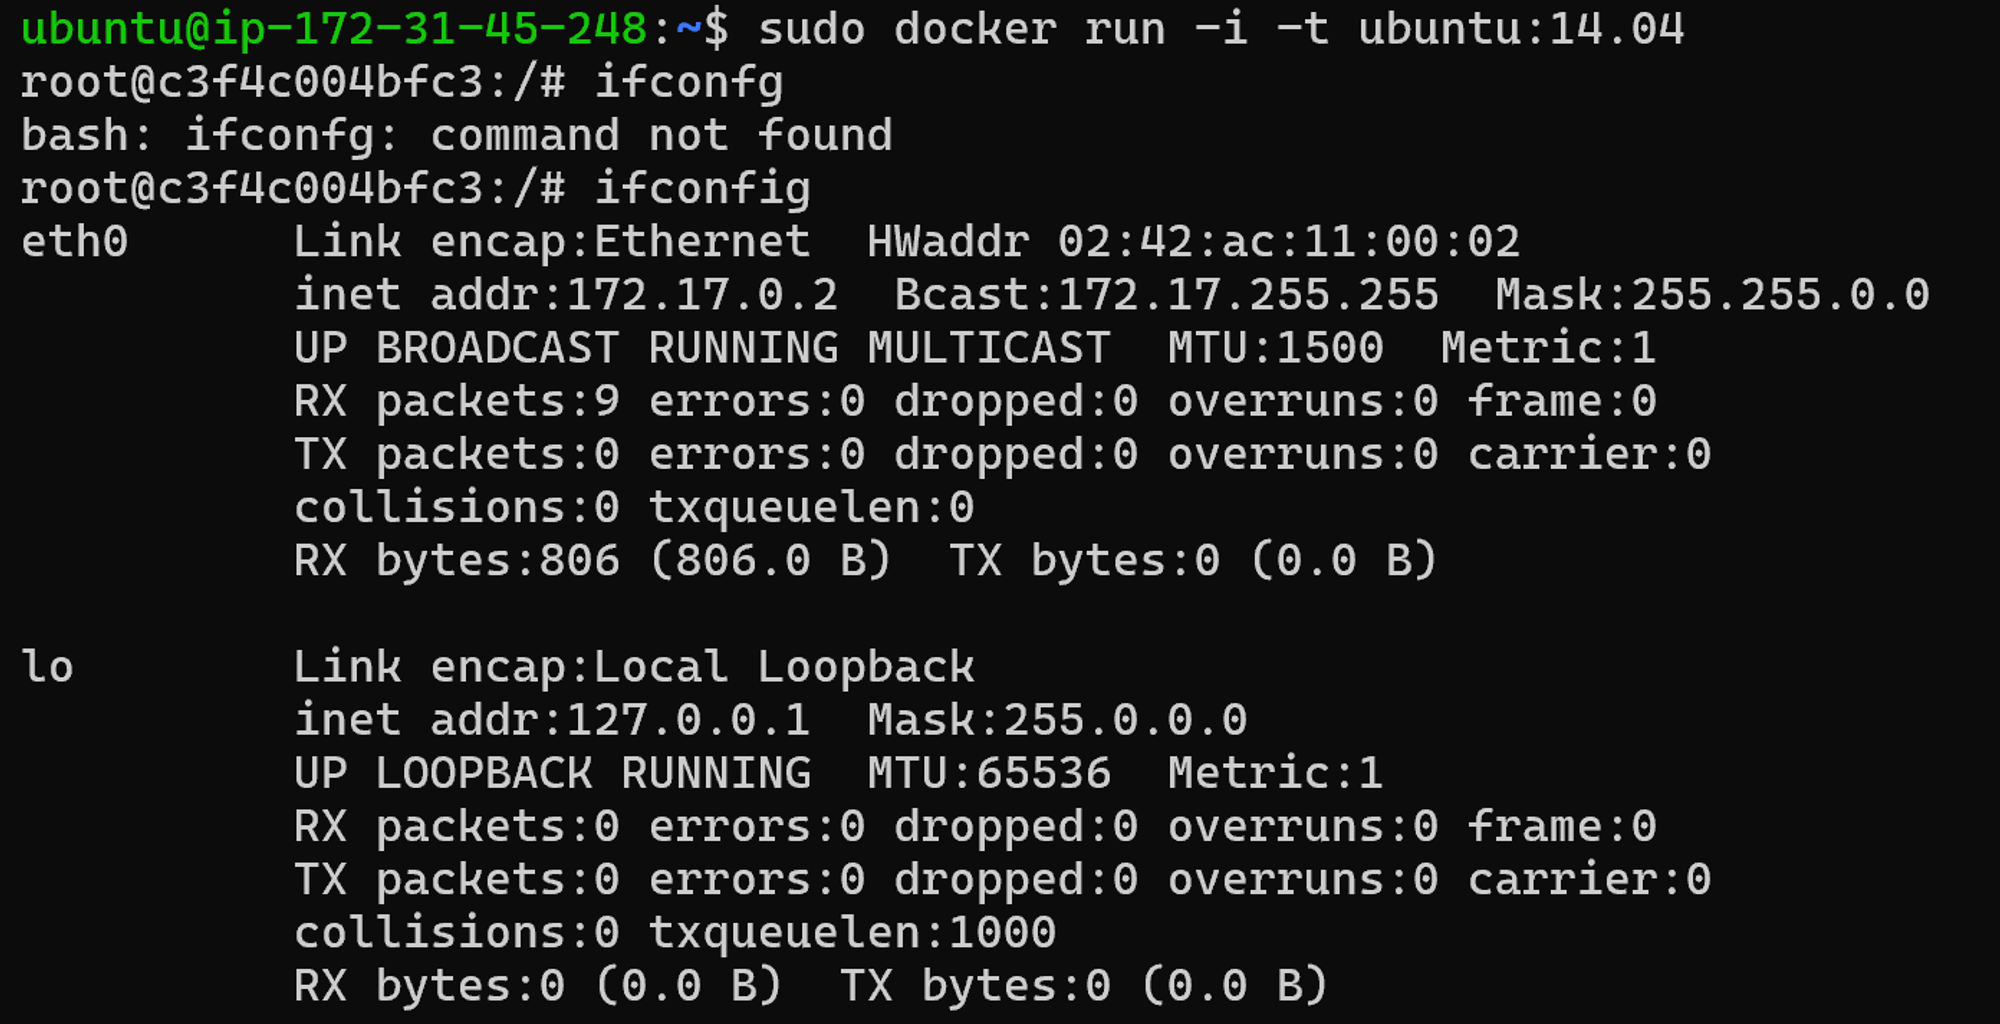 ubuntu@ip-172-31-45-248:~$ sudo docker run -i -t ubuntu:14.04
root@c3f4c004bfc3:/# ifconfg
bash: ifconfg: command not found
root@c3f4c004bfc3:/# ifconfig
eth0      Link encap:Ethernet  HWaddr 02:42:ac:11:00:02
          inet addr:172.17.0.2  Bcast:172.17.255.255  Mask:255.255.0.0
          UP BROADCAST RUNNING MULTICAST  MTU:1500  Metric:1
          RX packets:9 errors:0 dropped:0 overruns:0 frame:0
          TX packets:0 errors:0 dropped:0 overruns:0 carrier:0
          collisions:0 txqueuelen:0
          RX bytes:806 (806.0 B)  TX bytes:0 (0.0 B)

lo        Link encap:Local Loopback
          inet addr:127.0.0.1  Mask:255.0.0.0
          UP LOOPBACK RUNNING  MTU:65536  Metric:1
          RX packets:0 errors:0 dropped:0 overruns:0 frame:0
          TX packets:0 errors:0 dropped:0 overruns:0 carrier:0
          collisions:0 txqueuelen:1000
          RX bytes:0 (0.0 B)  TX bytes:0 (0.0 B)